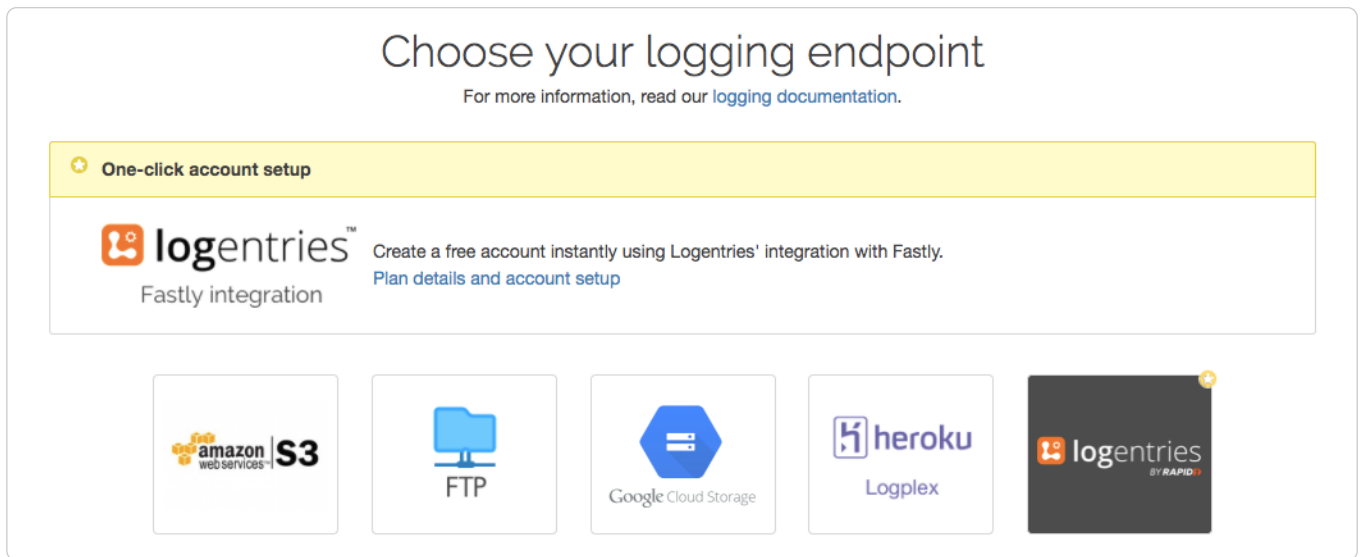 Choose your logging endpoint
For more information, read our logging documentation.
One-click account setup
logentries™
Fastly integration
Create a free account instantly using Logentries' integration with Fastly.
Plan details and account setup
amazon
webservices™
S3
FTP
Google Cloud Storage
heroku
Logplex
logentries
BY RAPID7